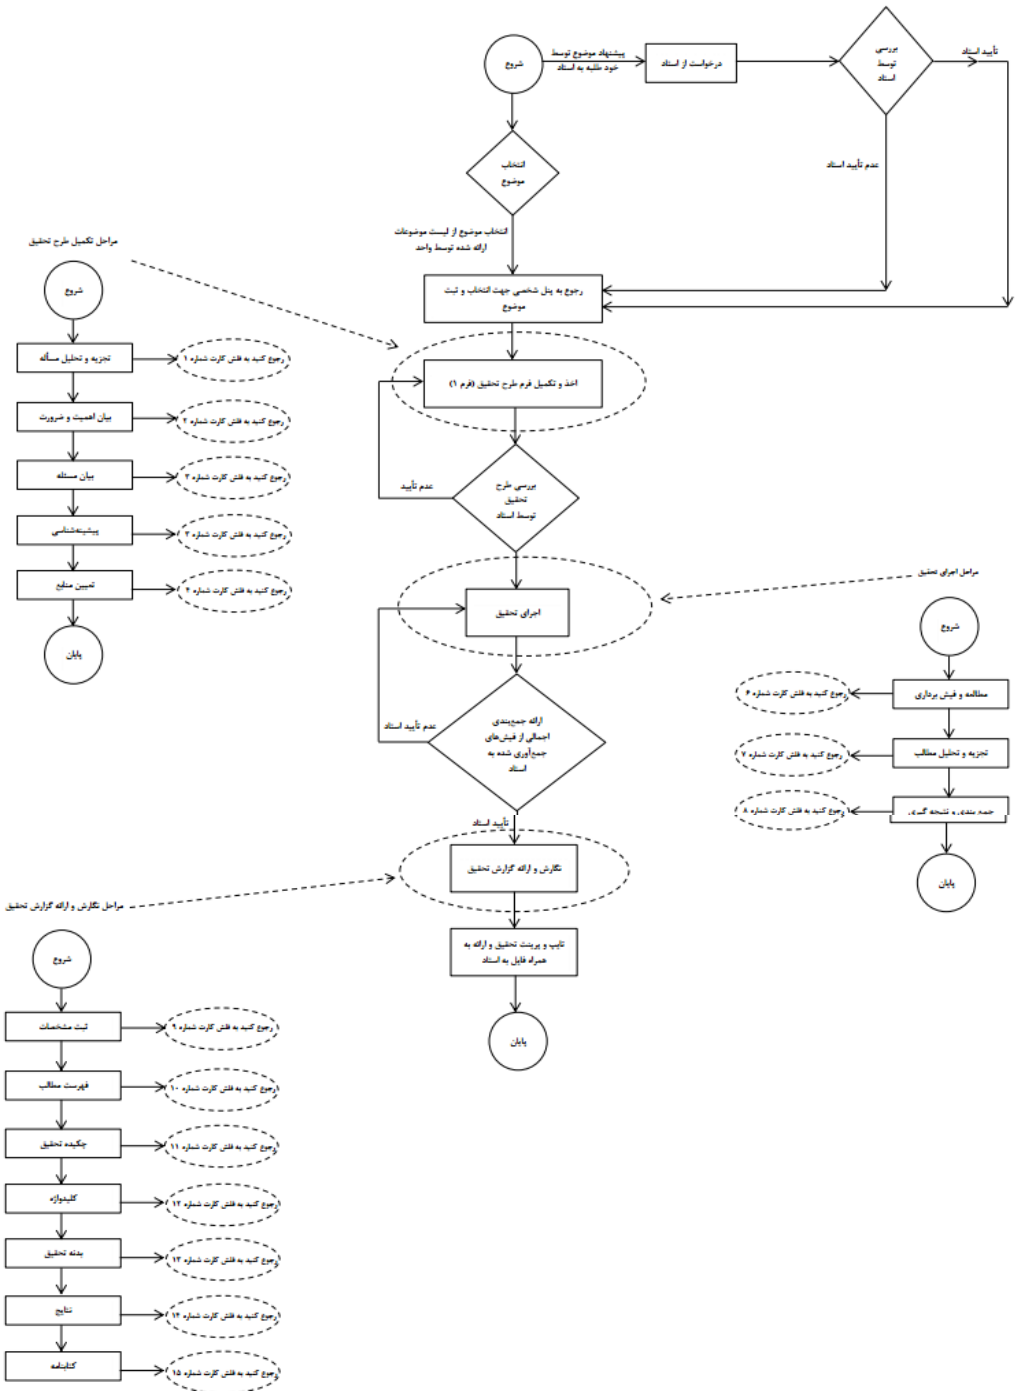 شروع
پیشنهاد موضوع توسط
خود طلبه به استاد
درخواست از استاد
بررسی
توسط
استاد
تأیید استاد
عدم تأیید استاد
انتخاب
موضوع
انتخاب موضوع از لیست موضوعات
ارائه شده توسط واحد
رجوع به پنل شخصی جهت انتخاب و ثبت
موضوع
اخذ و تکمیل فرم طرح تحقیق (فرم ۱)
بررسی طرح
تحقیق
توسط استاد
عدم تأیید
اجرای تحقیق
ارائه جمع‌بندی
اجمالی از فیش‌های
جمع‌آوری شده به
استاد
عدم تأیید استاد
تأیید استاد
نگارش و ارائه گزارش تحقیق
تایپ و پرینت تحقیق و ارائه به
همراه فایل به استاد
پایان
مراحل تکمیل طرح تحقیق
شروع
تجزیه و تحلیل مسأله
رجوع کنید به فلش کارت شماره ۱
بیان اهمیت و ضرورت
رجوع کنید به فلش کارت شماره ۲
بیان مسئله
رجوع کنید به فلش کارت شماره ۳
پیشینه‌شناسی
رجوع کنید به فلش کارت شماره ۳
تعیین منابع
رجوع کنید به فلش کارت شماره ۴
پایان
مراحل اجرای تحقیق
شروع
مطالعه و فیش برداری
رجوع کنید به فلش کارت شماره ۶
تجزیه و تحلیل مطالب
رجوع کنید به فلش کارت شماره ۷
جمع بندی و نتیجه گیری
رجوع کنید به فلش کارت شماره ۸
پایان
مراحل نگارش و ارائه گزارش تحقیق
شروع
ثبت مشخصات
رجوع کنید به فلش کارت شماره ۹
فهرست مطالب
رجوع کنید به فلش کارت شماره ۱۰
چکیده تحقیق
رجوع کنید به فلش کارت شماره ۱۱
کلیدواژه
رجوع کنید به فلش کارت شماره ۱۲
بدنه تحقیق
رجوع کنید به فلش کارت شماره ۱۳
نتایج
رجوع کنید به فلش کارت شماره ۱۴
کتابنامه
رجوع کنید به فلش کارت شماره ۱۵